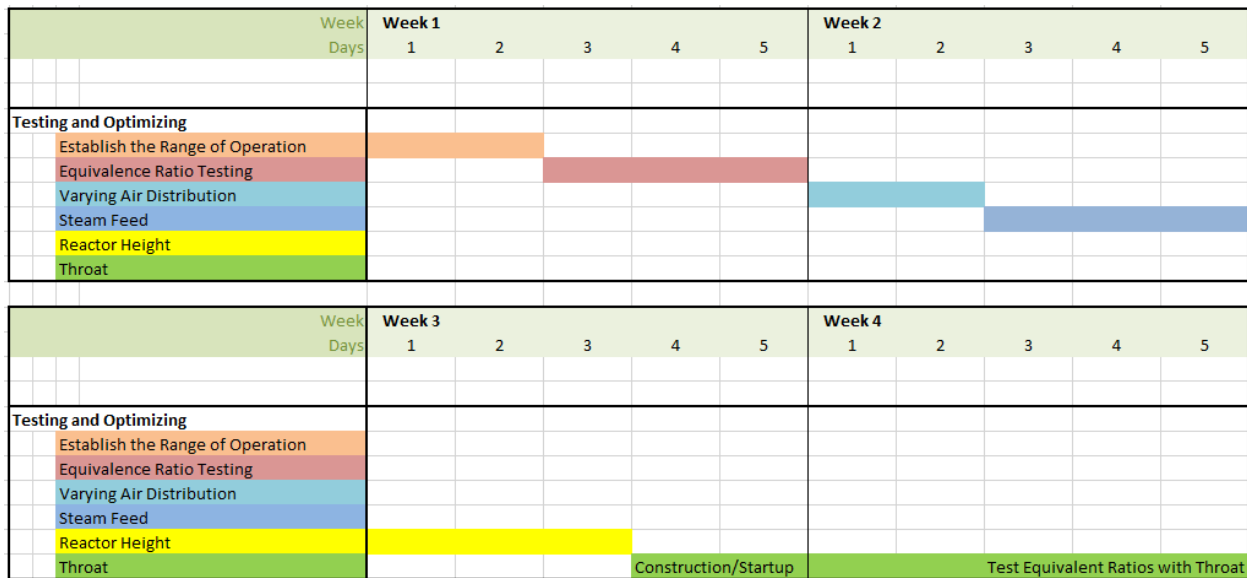 Week Week 1 Week 2
Days 1 2 3 4 5 1 2 3 4 5
Testing and Optimizing
Establish the Range of Operation
Equivalence Ratio Testing
Varying Air Distribution
Steam Feed
Reactor Height
Throat
Week Week 3 Week 4
Days 1 2 3 4 5 1 2 3 4 5
Testing and Optimizing
Establish the Range of Operation
Equivalence Ratio Testing
Varying Air Distribution
Steam Feed
Reactor Height
Throat Construction/Startup Test Equivalent Ratios with Throat